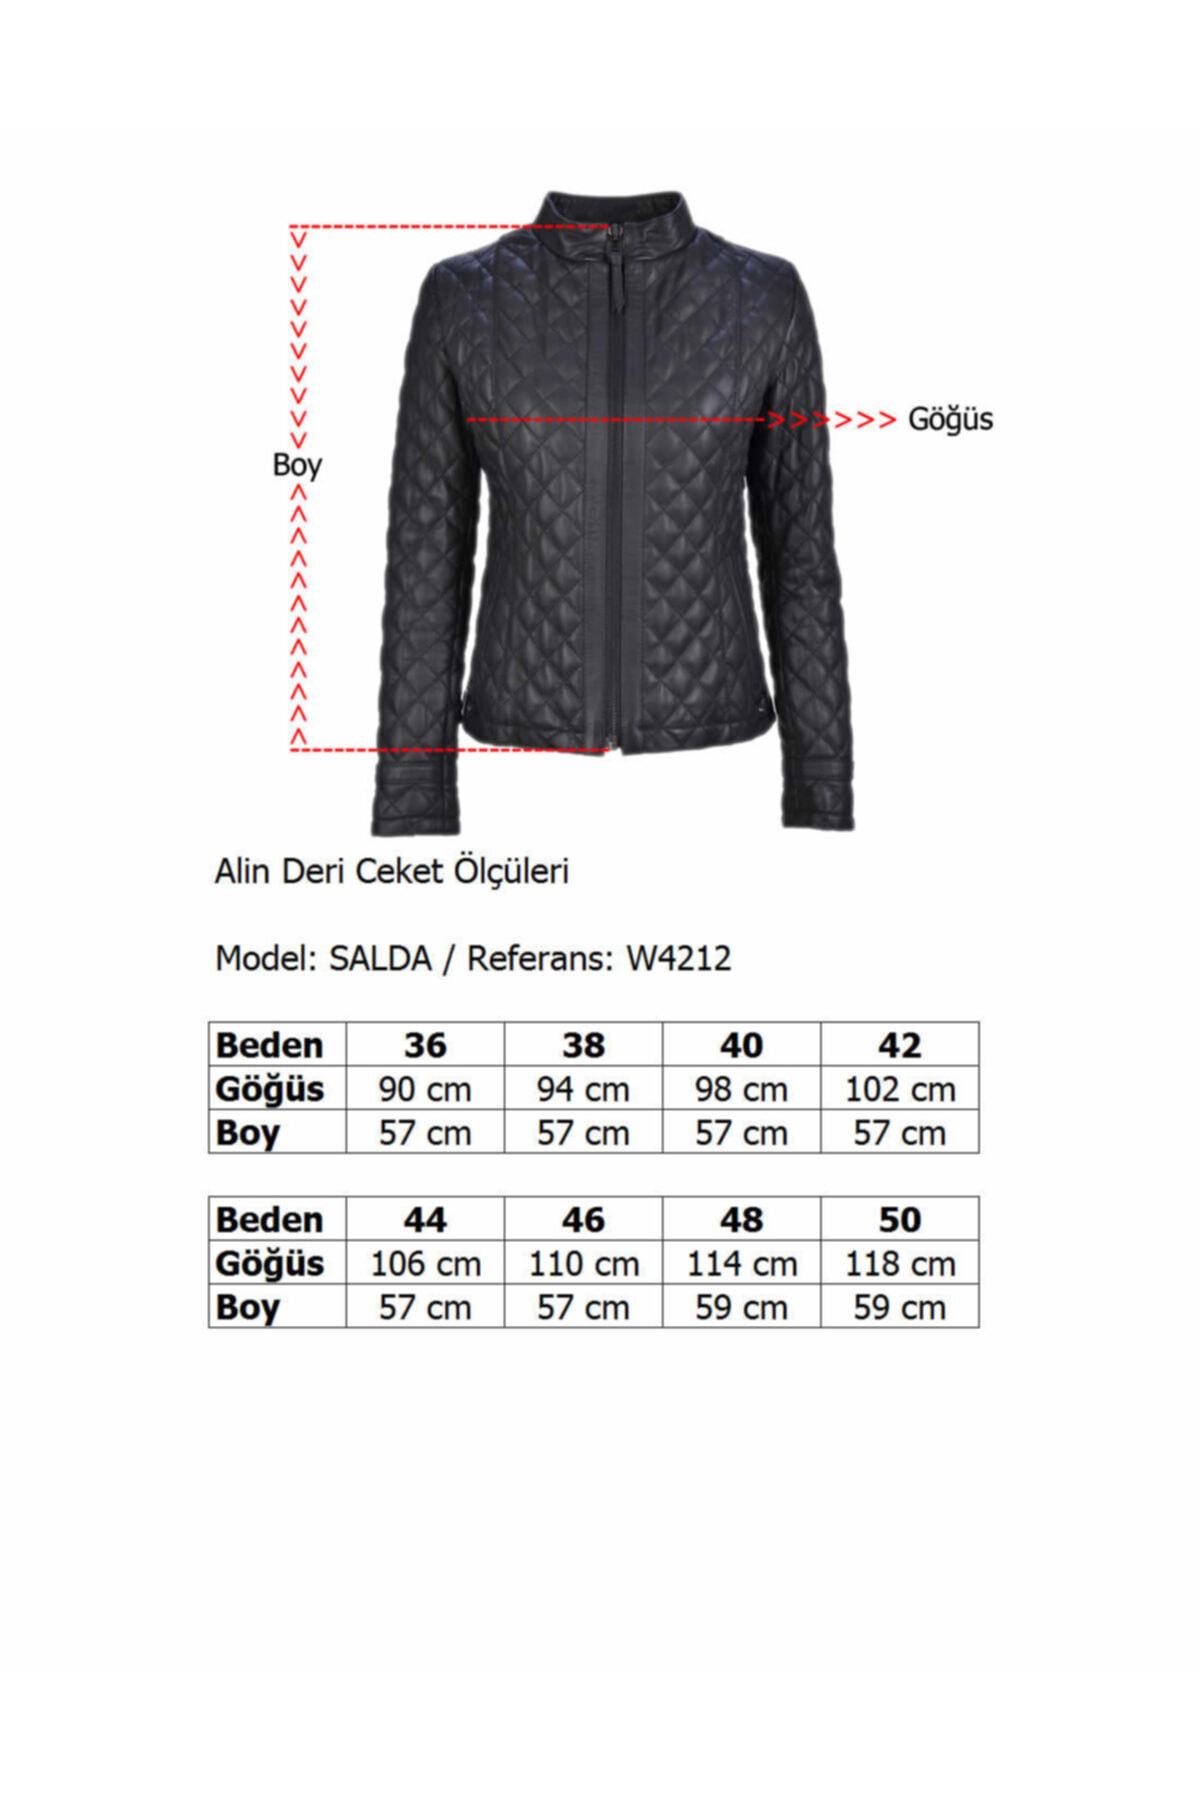 Göğüs
Boy
Alin Deri Ceket Ölçüleri
Model: SALDA / Referans: W4212
Beden 36 38 40 42
Göğüs 90 cm 94 cm 98 cm 102 cm
Boy 57 cm 57 cm 57 cm 57 cm
Beden 44 46 48 50
Göğüs 106 cm 110 cm 114 cm 118 cm
Boy 57 cm 57 cm 59 cm 59 cm